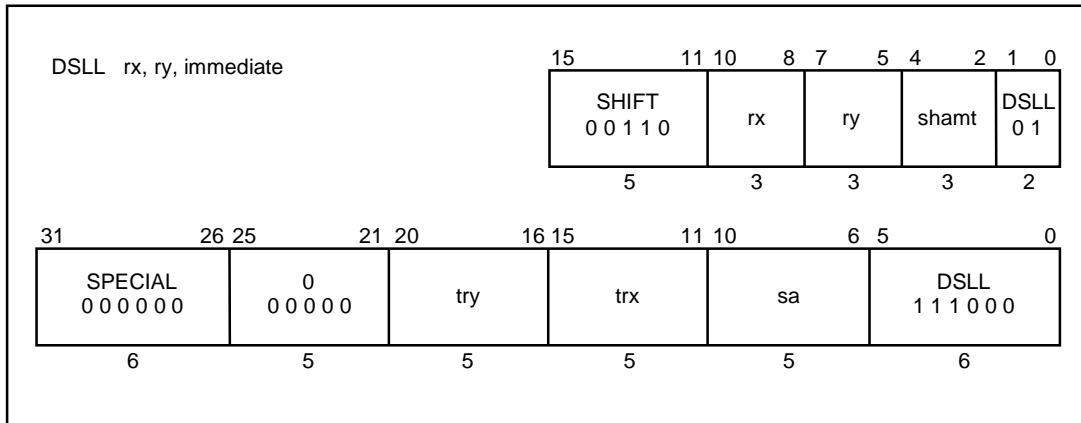 DSLL rx, ry, immediate
15 11 10 8 7 5 4 2 1 0
SHIFT rx ry shamt DSLL
0 0 1 1 0 0 1
5 3 3 3 2
31 26 25 21 20 16 15 11 10 6 5 0
SPECIAL 0 try trx sa DSLL
0 0 0 0 0 0 0 0 0 0 0 1 1 1 0 0 0
6 5 5 5 5 6